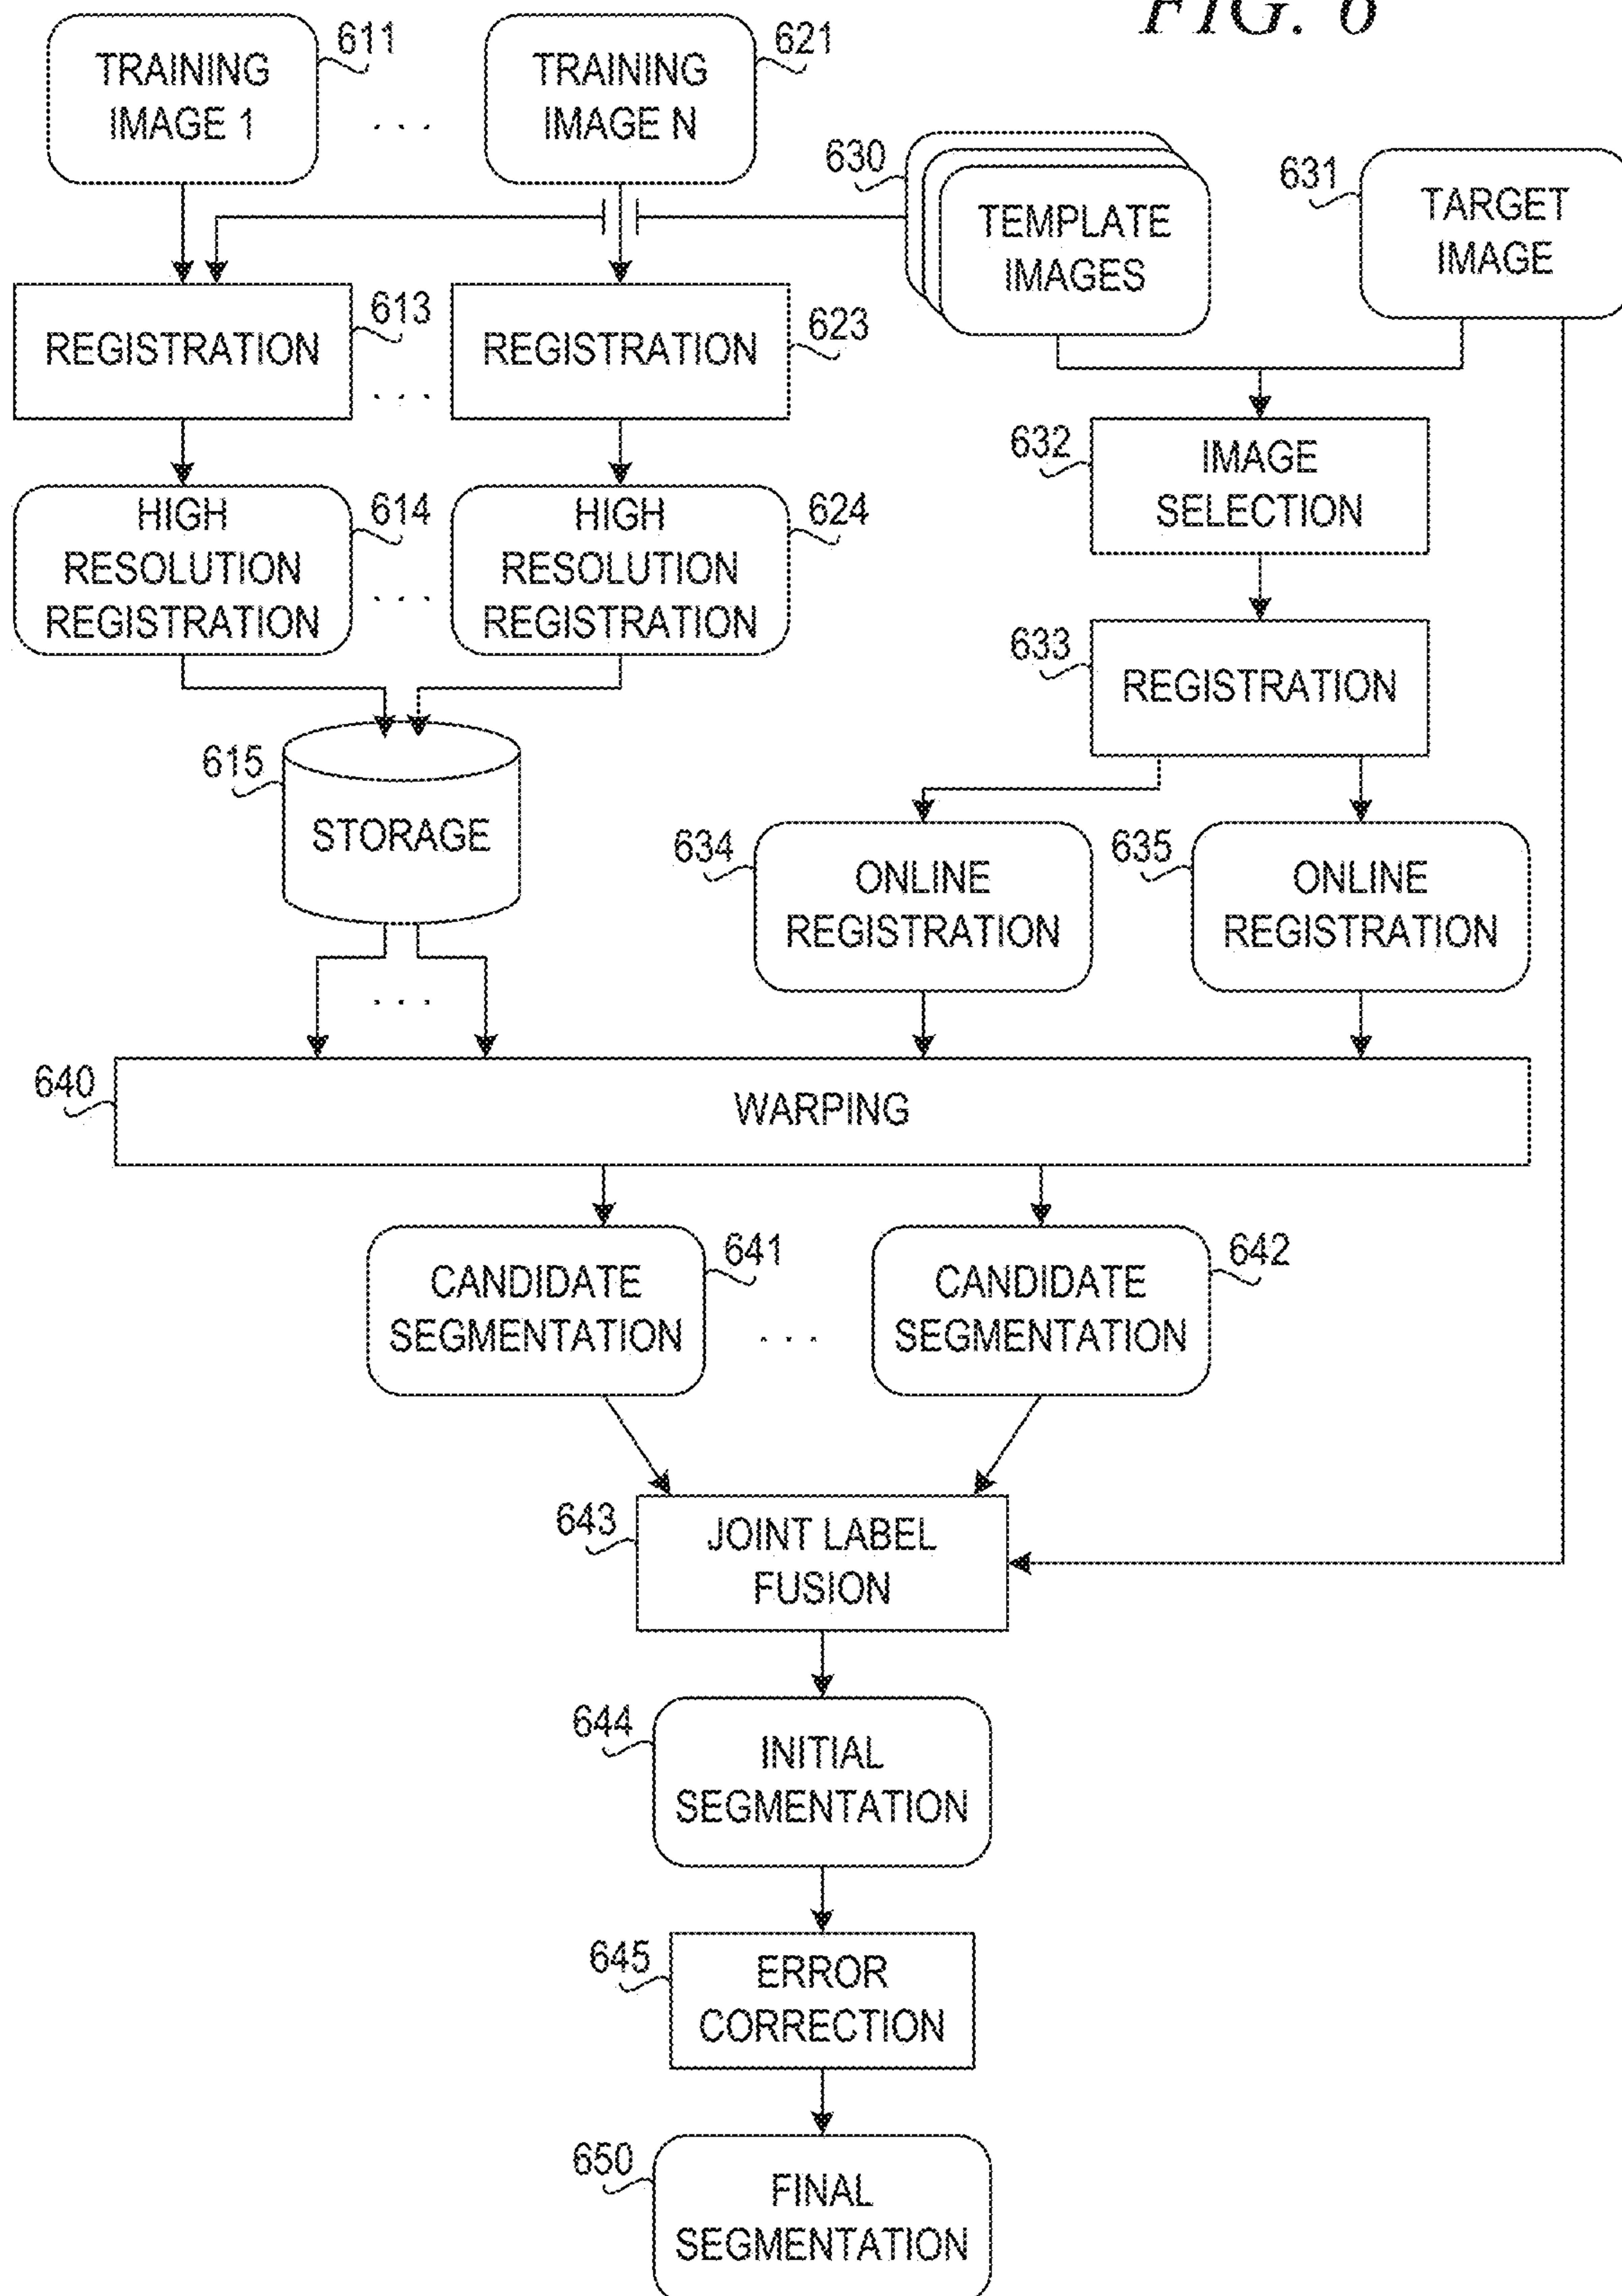 FIG. 6
611
621
TRAINING
IMAGE 1
. . .
TRAINING
IMAGE N
630
631
TEMPLATE
IMAGES
TARGET
IMAGE
613
623
REGISTRATION
. . .
REGISTRATION
632
IMAGE
SELECTION
614
624
HIGH
RESOLUTION
REGISTRATION
. . .
HIGH
RESOLUTION
REGISTRATION
633
REGISTRATION
615
STORAGE
. . .
634
ONLINE
REGISTRATION
635
ONLINE
REGISTRATION
640
WARPING
641
CANDIDATE
SEGMENTATION
. . .
642
CANDIDATE
SEGMENTATION
643
JOINT LABEL
FUSION
644
INITIAL
SEGMENTATION
645
ERROR
CORRECTION
650
FINAL
SEGMENTATION